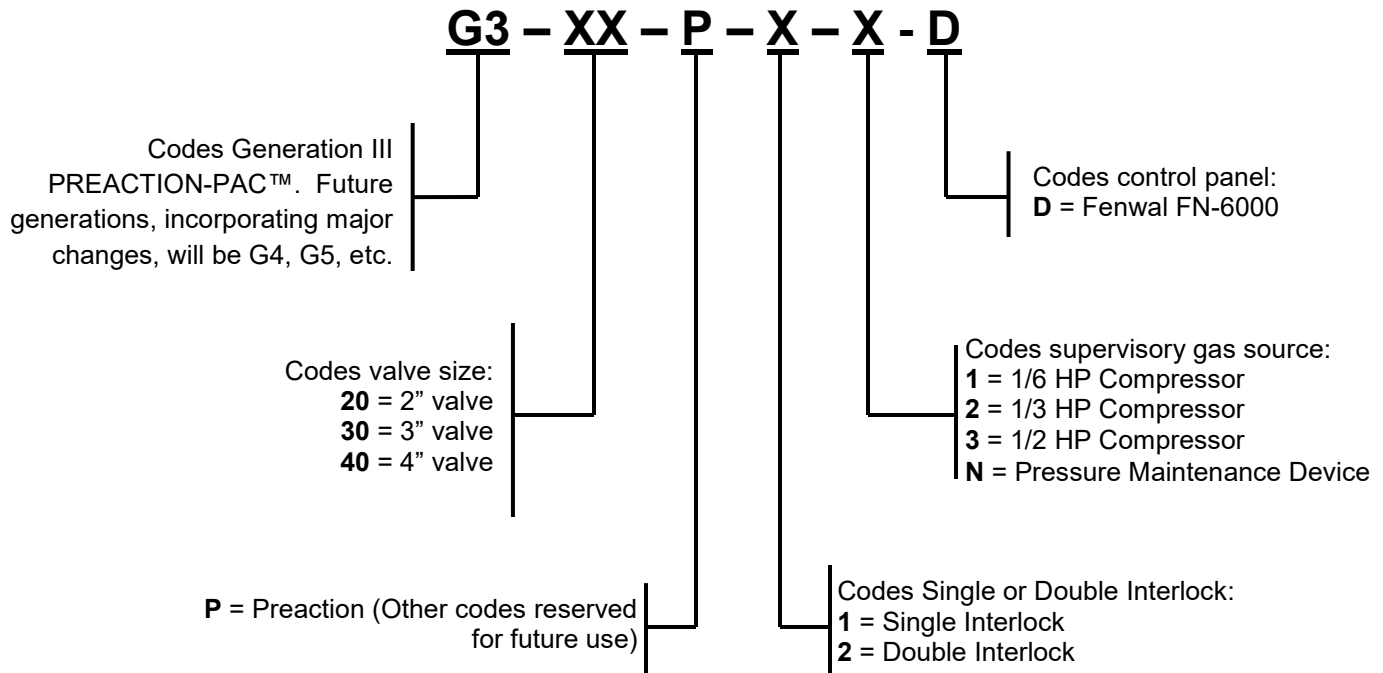 G3 – XX – P – X – X - D
Codes Generation III
PREACTION-PAC™. Future
generations, incorporating major
changes, will be G4, G5, etc.
Codes control panel:
D = Fenwal FN-6000
Codes valve size:
20 = 2” valve
30 = 3” valve
40 = 4” valve
Codes supervisory gas source:
1 = 1/6 HP Compressor
2 = 1/3 HP Compressor
3 = 1/2 HP Compressor
N = Pressure Maintenance Device
P = Preaction (Other codes reserved
for future use)
Codes Single or Double Interlock:
1 = Single Interlock
2 = Double Interlock